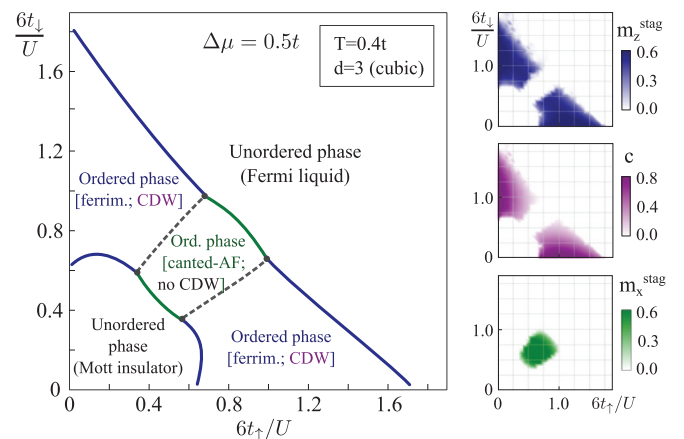 6t↓/U
1.6
1.2
0.8
0.4
0
Δμ = 0.5t
T=0.4t
d=3 (cubic)
Unordered phase
(Fermi liquid)
Ordered phase
[ferrim.; CDW]
Ord. phase
[canted-AF;
no CDW]
Unordered
phase
(Mott insulator)
Ordered phase
[ferrim.; CDW]
0 0.4 0.8 1.2 1.6
6t↑/U
6t↓/U
1.0
0
m_z^stag
0.6
0.3
0.0
1.0
0
c
0.8
0.4
0.0
1.0
0
m_x^stag
0.6
0.3
0.0
0 1.0 6t↑/U